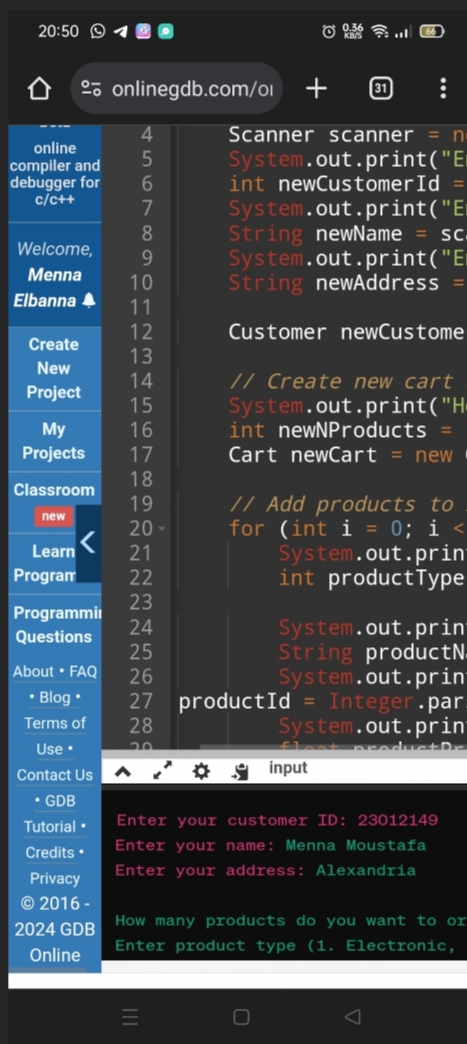 20:50
0.36
KB/S
66
onlinegdb.com/
31
online
compiler and
debugger for
c/c++
Welcome,
Menna
Elbanna
Create
New
Project
My
Projects
Classroom
new
Learn
Program
Programmi
Questions
About • FAQ
• Blog •
Terms of
Use •
Contact Us
• GDB
Tutorial •
Credits •
Privacy
© 2016 -
2024 GDB
Online
4 Scanner scanner =
5 System.out.print("E
6 int newCustomerId =
7 System.out.print("E
8 String newName = sc
9 System.out.print("E
10 String newAddress =
11
12 Customer newCustome
13
14 // Create new cart
15 System.out.print("H
16 int newNProducts =
17 Cart newCart = new
18
19 // Add products to
20 for (int i = 0; i <
21 System.out.prin
22 int productType
23
24 System.out.prin
25 String productN
26 System.out.prin
27 productId = Integer.par
28 System.out.prin
29 float productPr
input
Enter your customer ID: 23012149
Enter your name: Menna Moustafa
Enter your address: Alexandria
How many products do you want to or
Enter product type (1. Electronic,